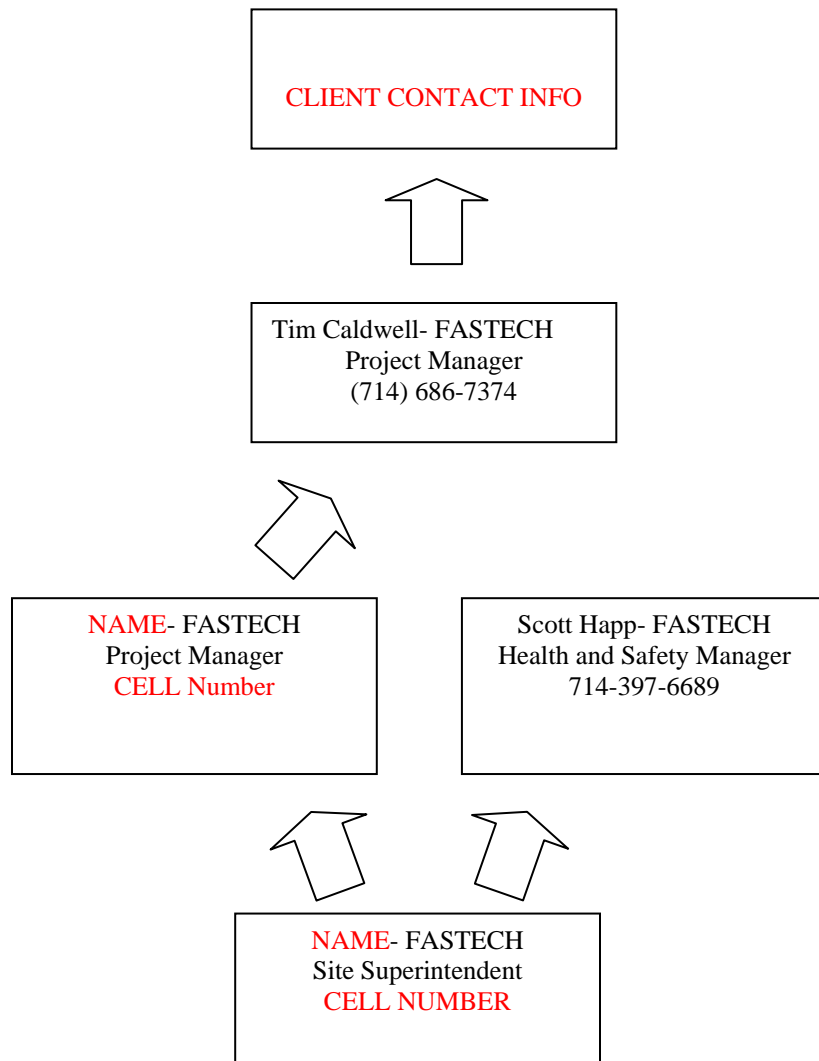 CLIENT CONTACT INFO
Tim Caldwell- FASTECH
Project Manager
(714) 686-7374
NAME- FASTECH
Project Manager
CELL Number
Scott Happ- FASTECH
Health and Safety Manager
714-397-6689
NAME- FASTECH
Site Superintendent
CELL NUMBER